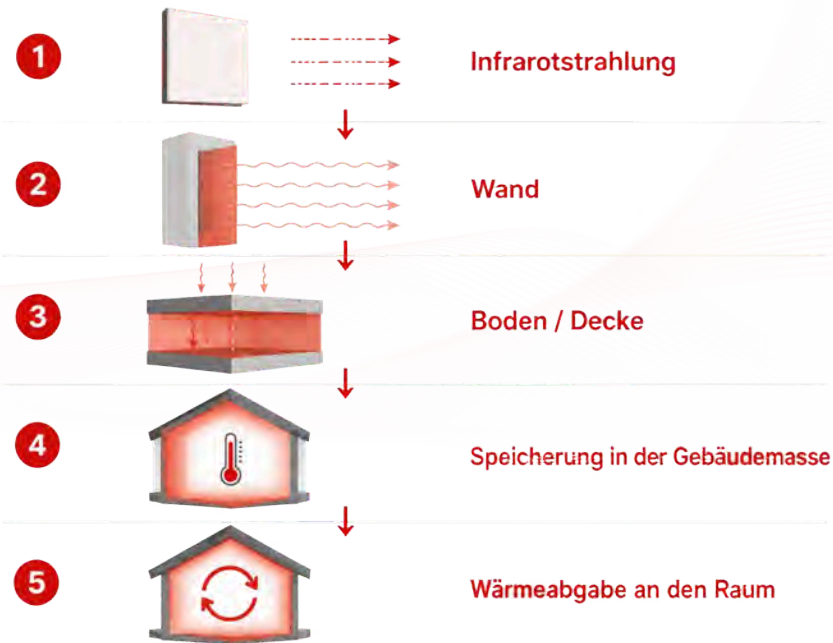 1
Infrarotstrahlung
2
Wand
3
Boden / Decke
4
Speicherung in der Gebäudemasse
5
Wärmeabgabe an den Raum